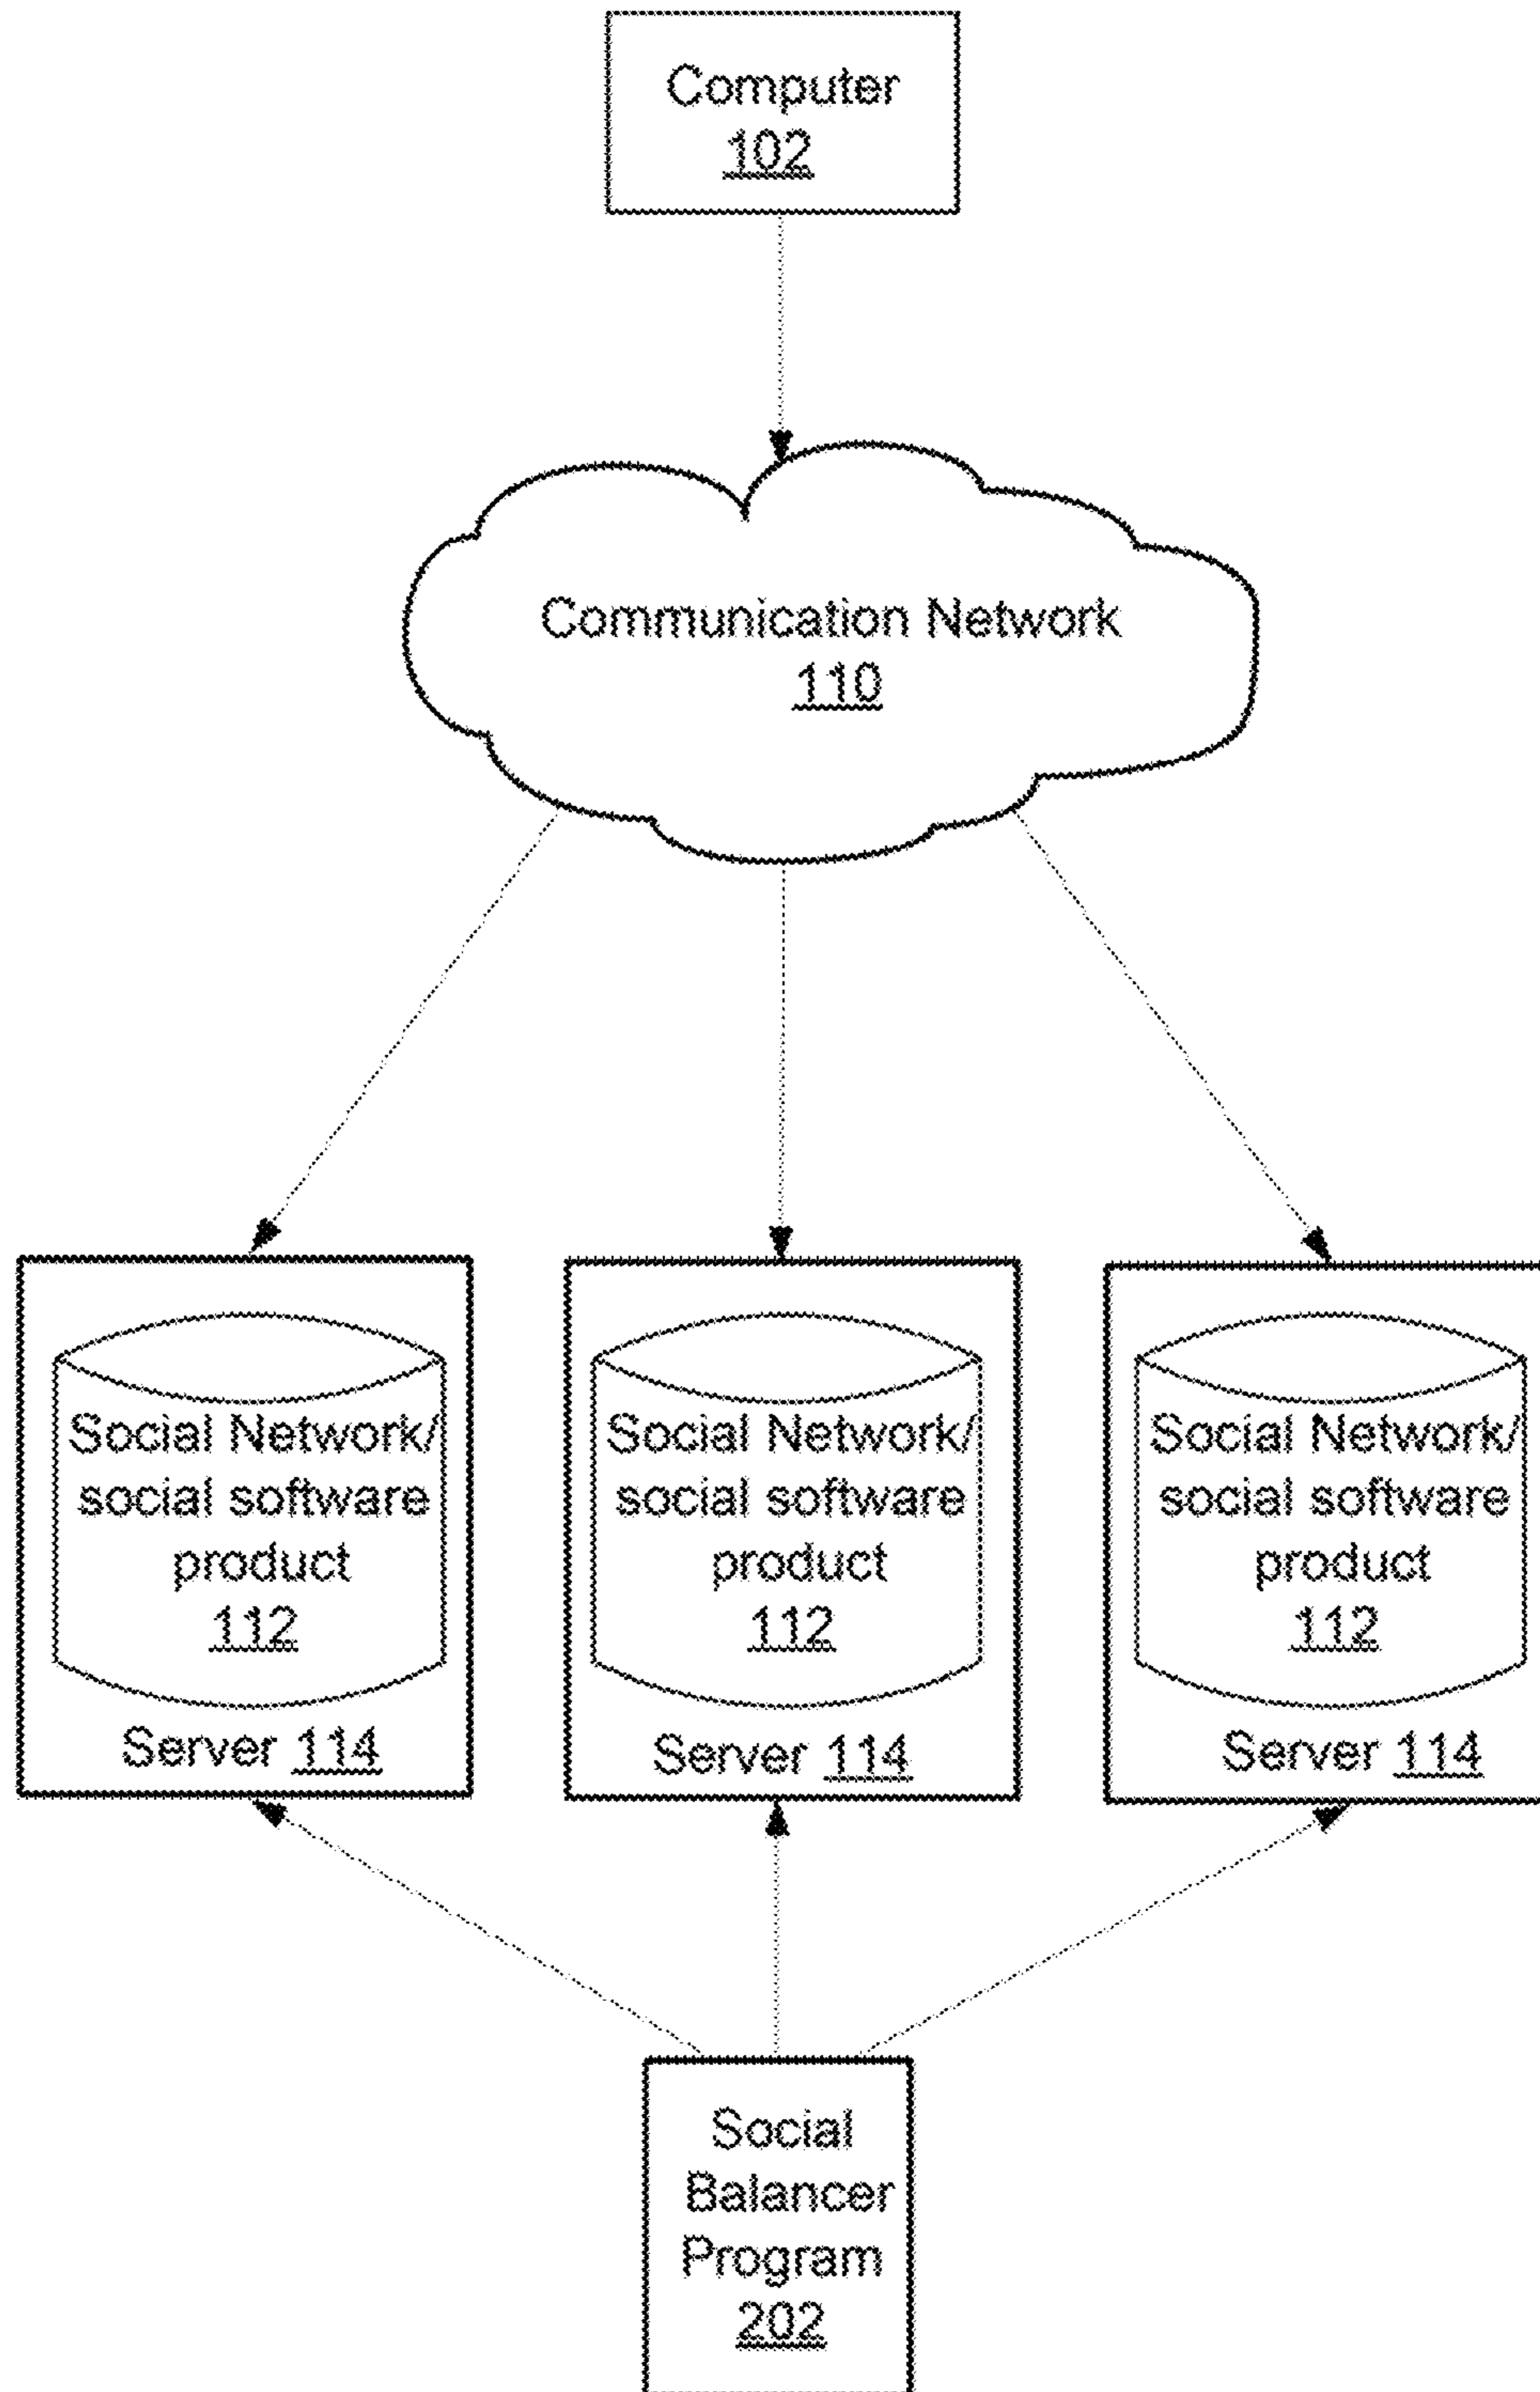 Computer
102
Communication Network
110
Social Network/
social software
product
112
Server 114
Social Network/
social software
product
112
Server 114
Social Network/
social software
product
112
Server 114
Social
Balancer
Program
202